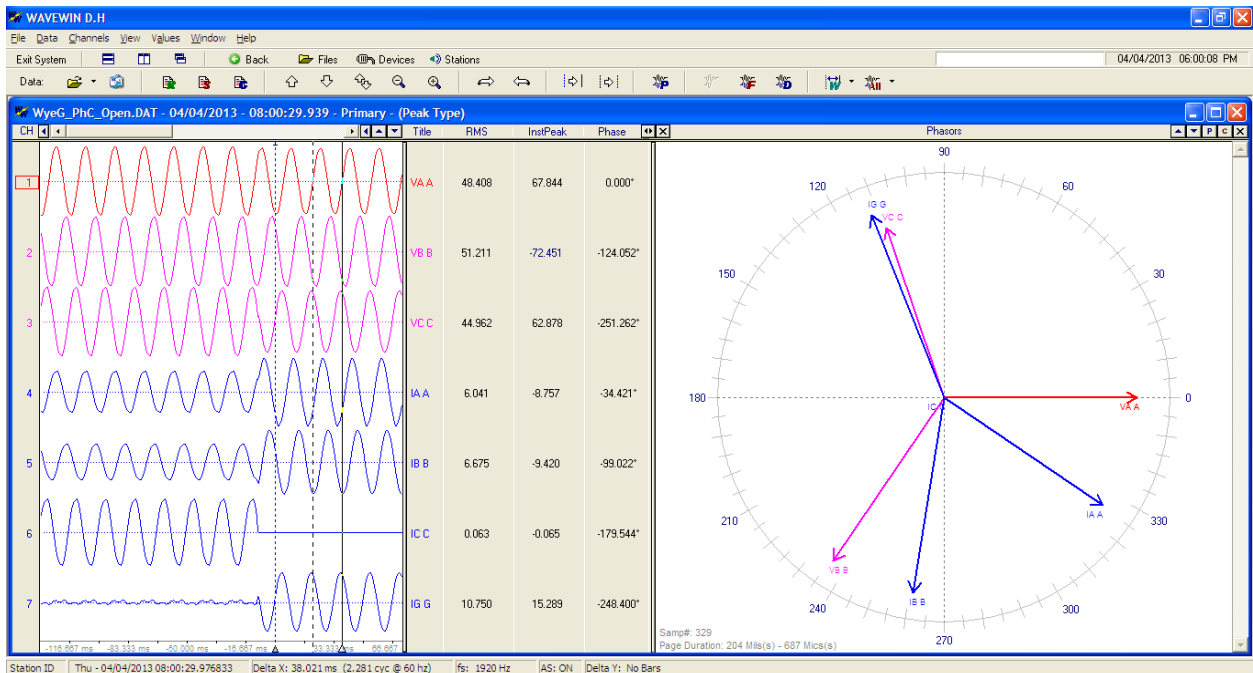 WAVEWIN D.H
File Data Channels View Values Window Help
Exit System Back Files Devices Stations 04/04/2013 06:00:08 PM
Data:
WyeG_PhC_Open.DAT - 04/04/2013 - 08:00:29.939 - Primary - (Peak Type)
CH Title RMS InstPeak Phase Phasors P C X
1 VA A 48.408 67.844 0.000°
2 VB B 51.211 -72.451 -124.052°
3 VC C 44.962 62.878 -251.262°
4 IA A 6.041 -8.757 -34.421°
5 IB B 6.675 -9.420 -99.022°
6 IC C 0.063 -0.065 -179.544°
7 IG G 10.750 15.289 -248.400°
-116.667 ms -83.333 ms -50.000 ms -16.667 ms 33.333 ms 66.667
90
120 60
IG G
VC C
150 30
180 IC 0
VA A
IA A
210 330
VB B
IB B
240 300
270
Samp#: 329
Page Duration: 204 Mils(s) - 687 Mics(s)
Station ID Thu - 04/04/2013 08:00:29.976833 Delta X: 38.021 ms (2.281 cyc @ 60 hz) fs: 1920 Hz AS: ON Delta Y: No Bars